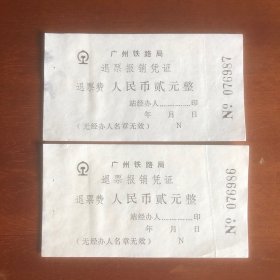 广州铁路局
退票报销凭证
退票费 人民币贰元整
站经办人..............印
年 月 日
(无经办人名章无效) N
No 076987
广州铁路局
退票报销凭证
退票费 人民币贰元整
站经办人..............印
年 月 日
(无经办人名章无效) N
No 076986